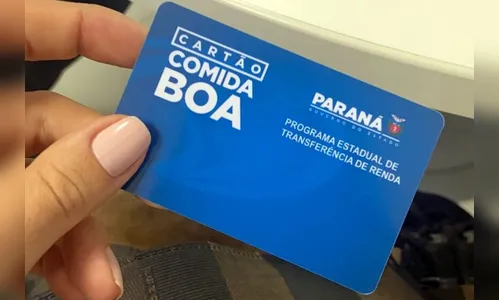 CARTÃO
COMIDA
BOA
PARANÁ
GOVERNO DO ESTADO
PROGRAMA ESTADUAL DE
TRANSFERÊNCIA DE RENDA